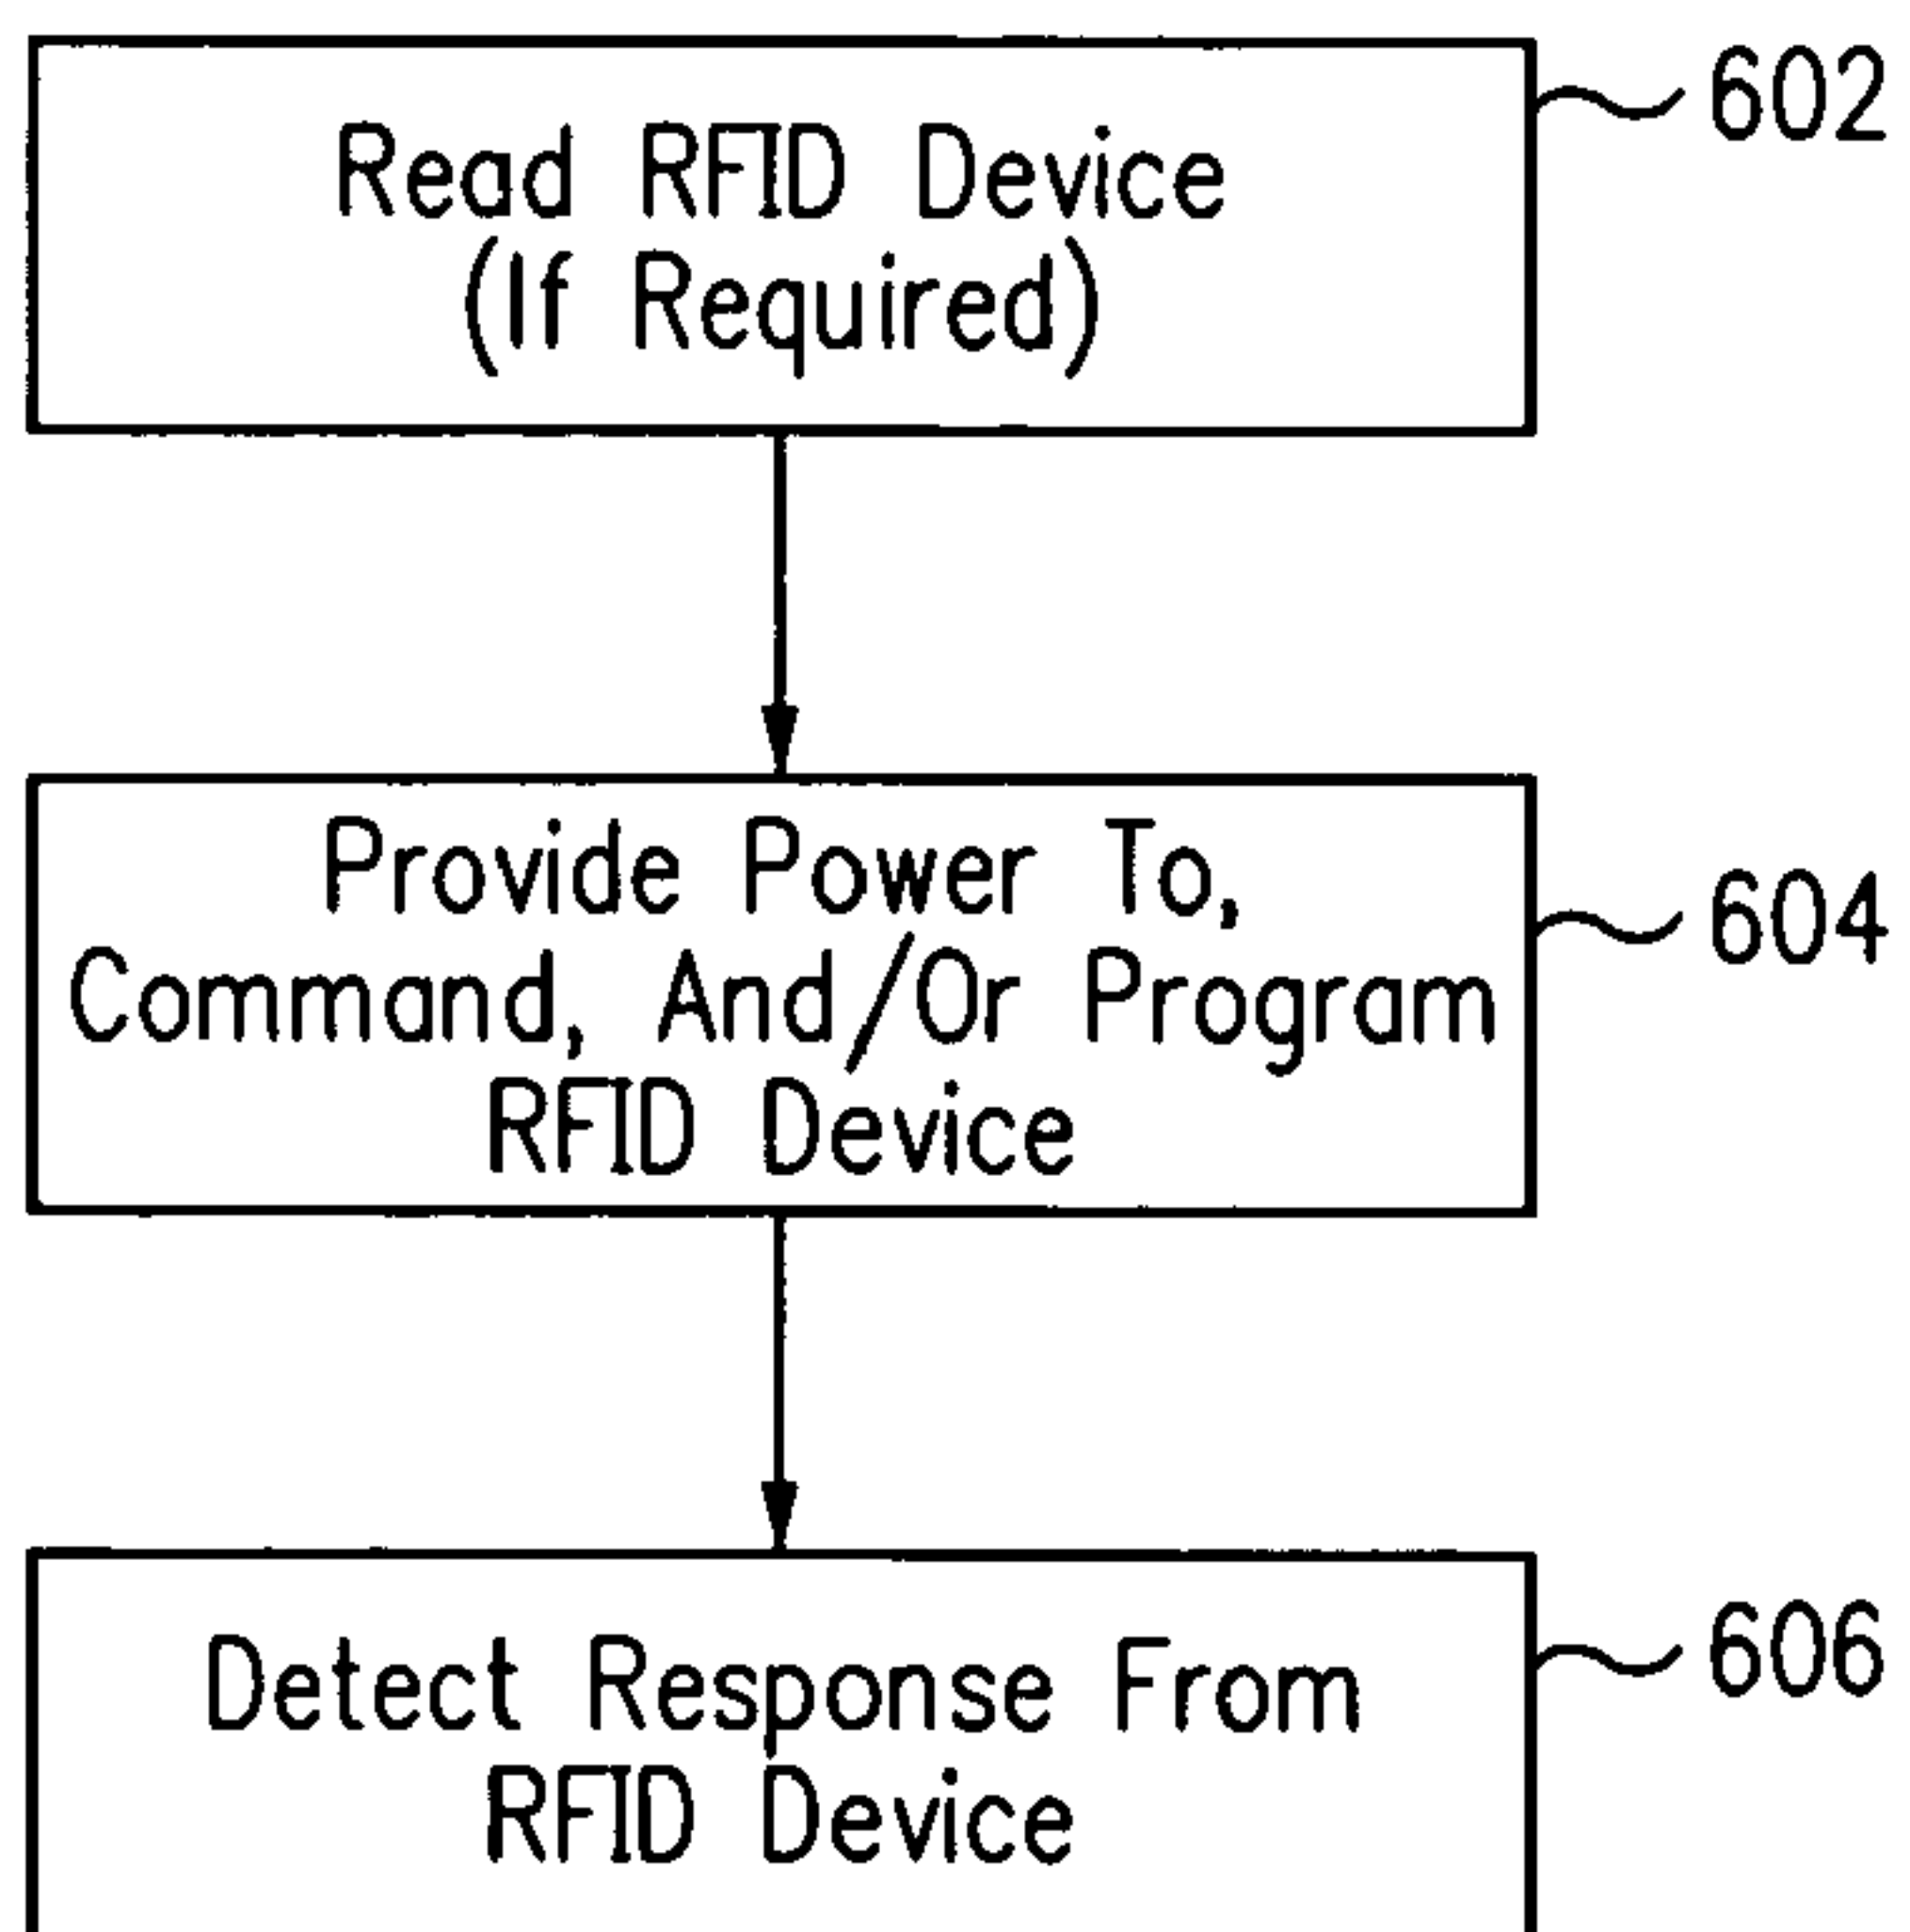 Read RFID Device
(If Required)
602
Provide Power To,
Command, And/Or Program
RFID Device
604
Detect Response From
RFID Device
606